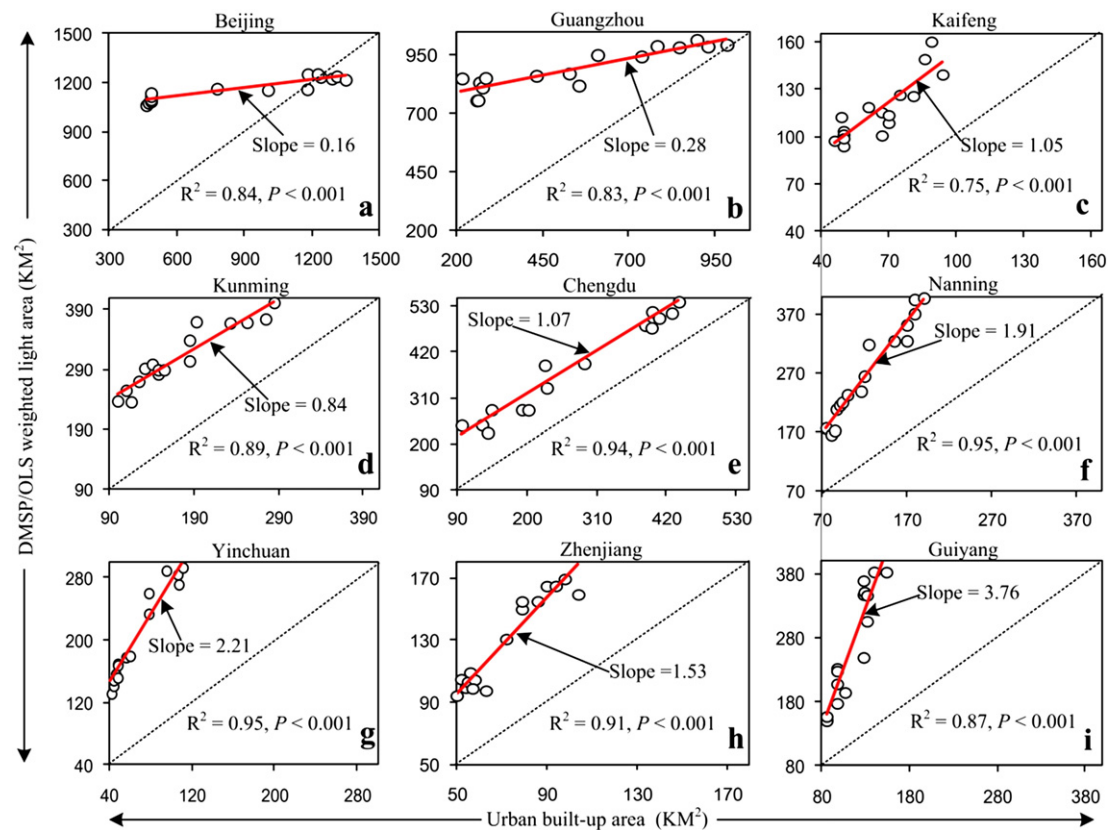 DMSP/OLS weighted light area (KM²)
Beijing
1500
1200
900
600
300
300 600 900 1200 1500
Slope = 0.16
R² = 0.84, P < 0.001
a
Guangzhou
950
700
450
200
200 450 700 950
Slope = 0.28
R² = 0.83, P < 0.001
b
Kaifeng
160
130
100
70
40
40 70 100 130 160
Slope = 1.05
R² = 0.75, P < 0.001
c
Kunming
390
290
190
90
90 190 290 390
Slope = 0.84
R² = 0.89, P < 0.001
d
Chengdu
530
420
310
200
90
90 200 310 420 530
Slope = 1.07
R² = 0.94, P < 0.001
e
Nanning
370
270
170
70
70 170 270 370
Slope = 1.91
R² = 0.95, P < 0.001
f
Yinchuan
280
200
120
40
40 120 200 280
Slope = 2.21
R² = 0.95, P < 0.001
g
Zhenjiang
170
130
90
50
50 90 130 170
Slope =1.53
R² = 0.91, P < 0.001
h
Guiyang
380
280
180
80
80 180 280 380
Slope = 3.76
R² = 0.87, P < 0.001
i
Urban built-up area (KM²)